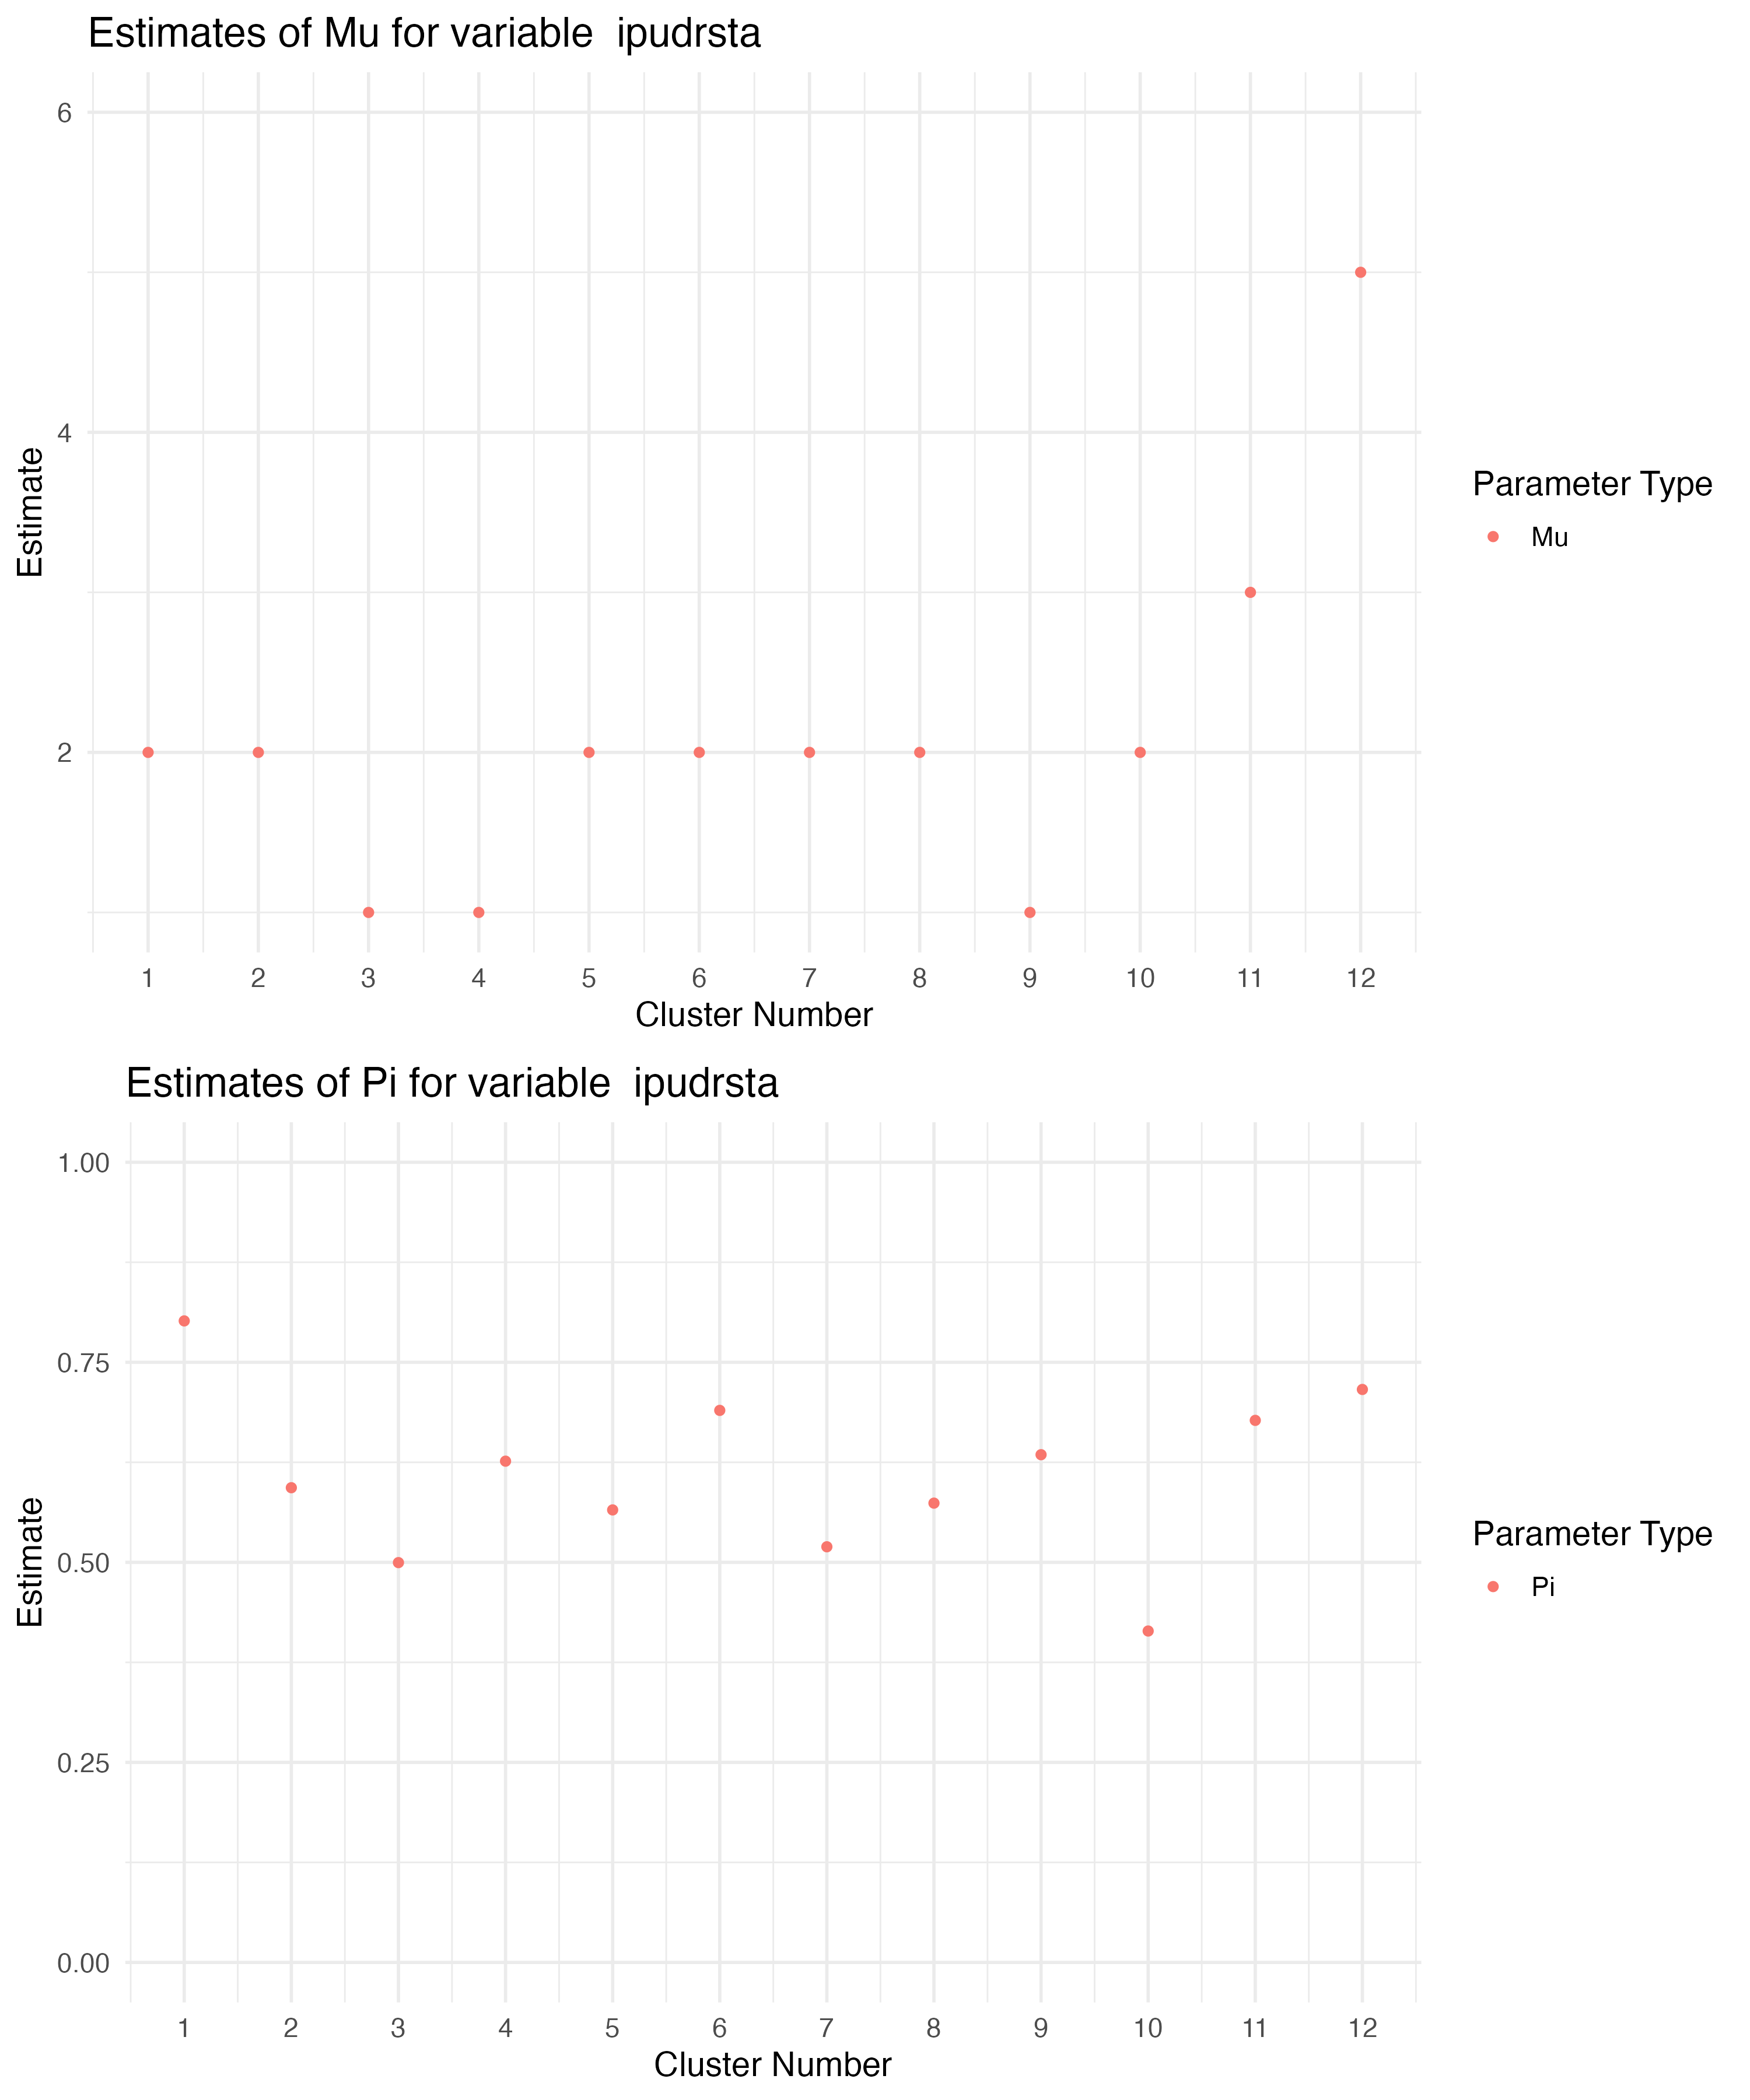 Estimates of Mu for variable  ipudrsta
6
4
2
Estimate
1 2 3 4 5 6 7 8 9 10 11 12
Cluster Number
Parameter Type
Mu
Estimates of Pi for variable  ipudrsta
1.00
0.75
0.50
0.25
0.00
Estimate
1 2 3 4 5 6 7 8 9 10 11 12
Cluster Number
Parameter Type
Pi